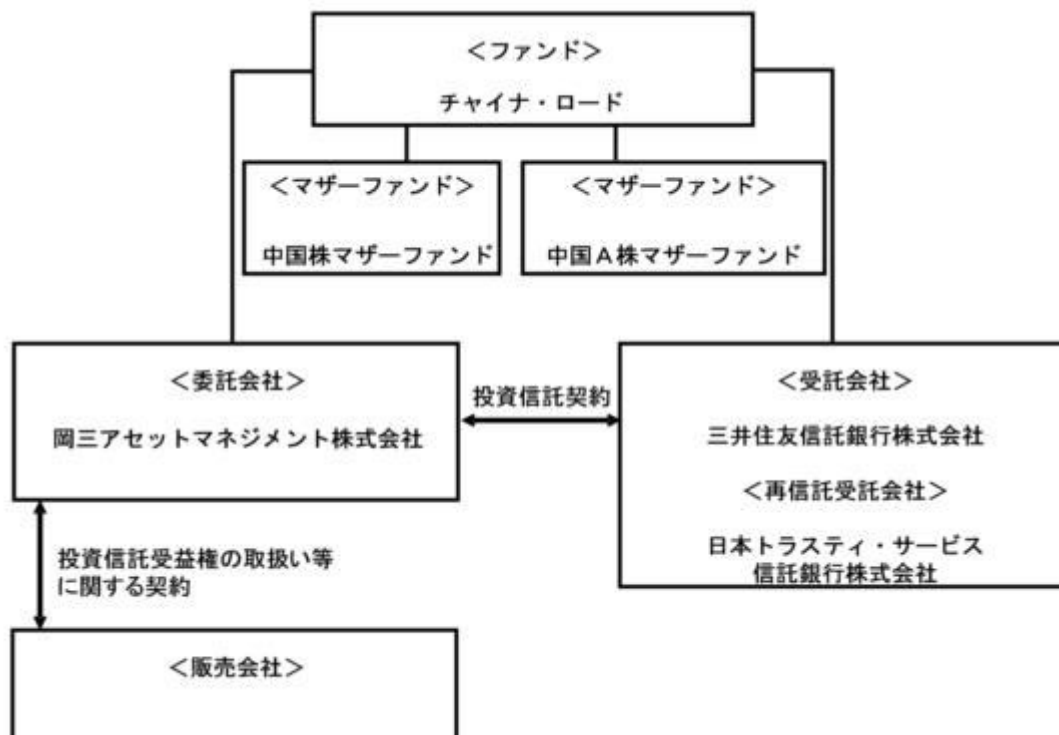 <ファンド>
チャイナ・ロード
<マザーファンド>
中国株マザーファンド
<マザーファンド>
中国A株マザーファンド
<委託会社>
岡三アセットマネジメント株式会社
投資信託契約
<受託会社>
三井住友信託銀行株式会社
<再信託受託会社>
日本トラスティ・サービス
信託銀行株式会社
投資信託受益権の取扱い等
に関する契約
<販売会社>